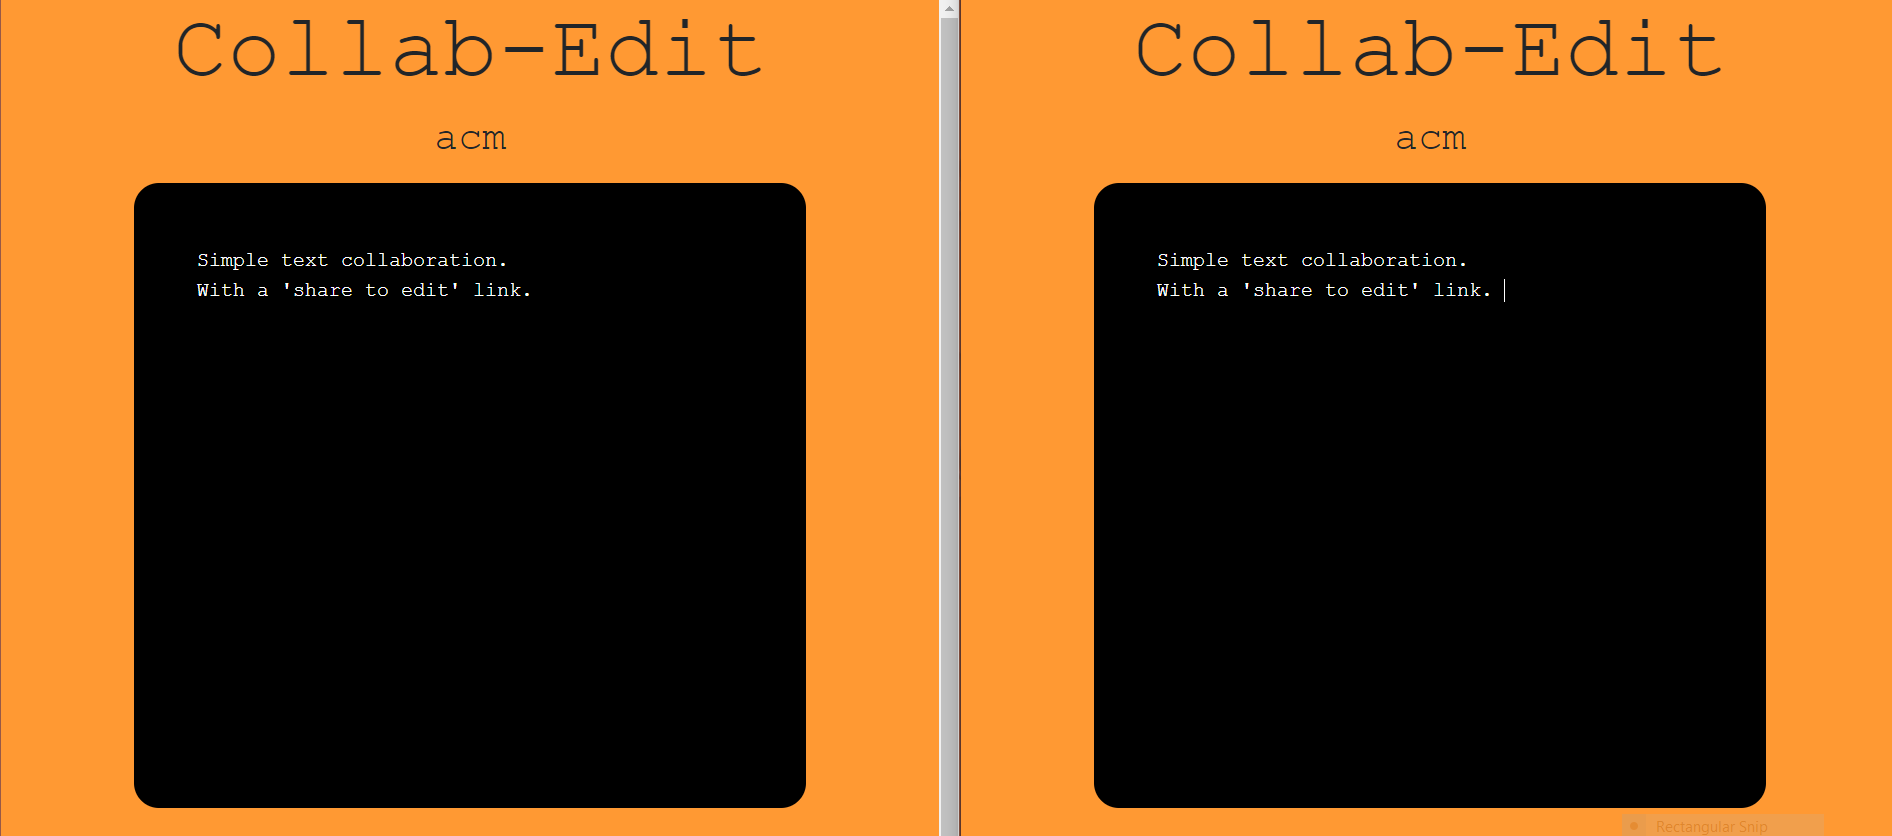 Collab-Edit
acm
Simple text collaboration.
With a 'share to edit' link.
Collab-Edit
acm
Simple text collaboration.
With a 'share to edit' link.
Rectangular Snip